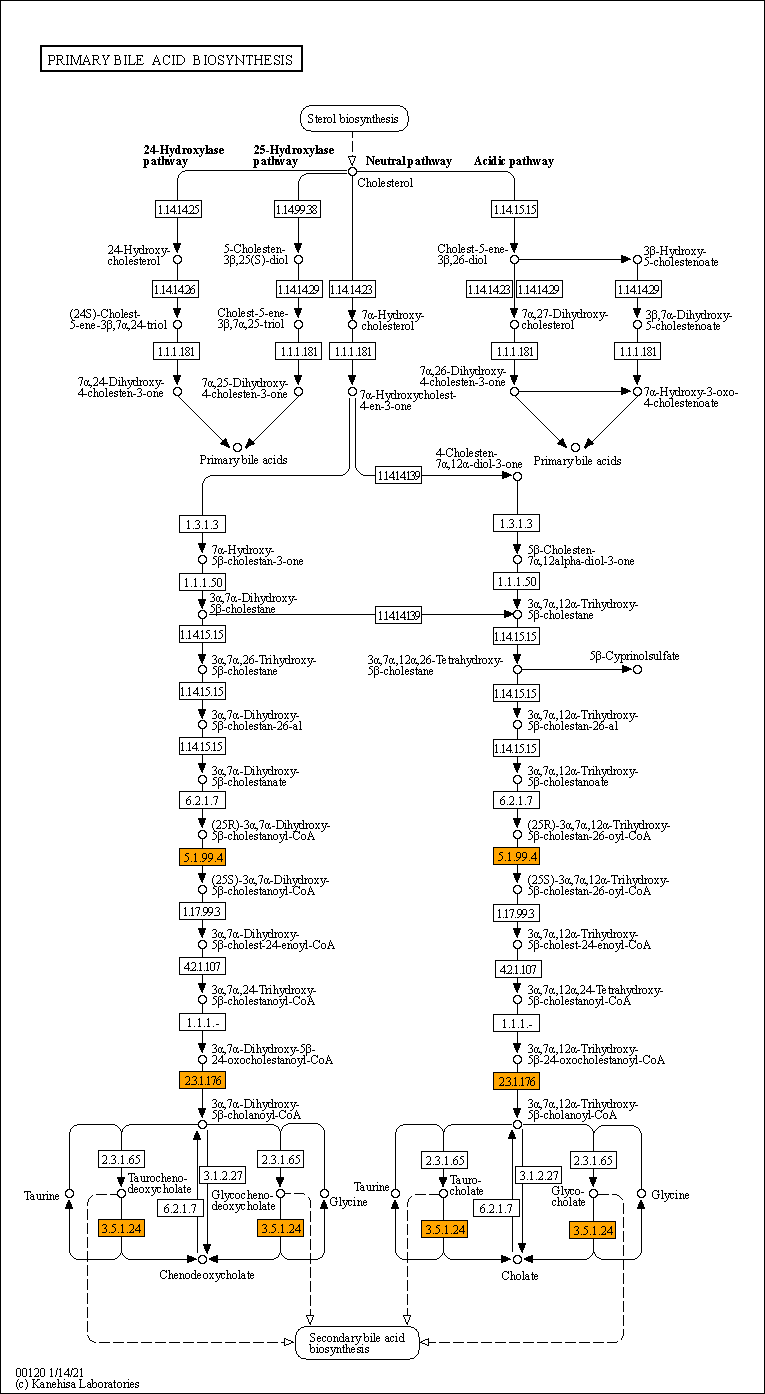 PRIMARY BILE ACID BIOSYNTHESIS
Sterol biosynthesis
24-Hydroxylase
pathway
25-Hydroxylase
pathway
Neutral pathway
Acidic pathway
Cholesterol
1.14.14.25
1.14.99.38
1.14.15.15
24-Hydroxy-
cholesterol
5-Cholesten-
3β,25(S)-diol
Cholest-5-ene-
3β,26-diol
3β-Hydroxy-
5-cholestenoate
1.14.14.26
1.14.14.29
1.14.14.23
1.14.14.23
1.14.14.29
1.14.14.29
(24S)-Cholest-
5-ene-3β,7α,24-triol
Cholest-5-ene-
3β,7α,25-triol
7α-Hydroxy-
cholesterol
7α,27-Dihydroxy-
cholesterol
3β,7α-Dihydroxy-
5-cholestenoate
1.1.1.181
1.1.1.181
1.1.1.181
1.1.1.181
1.1.1.181
7α,24-Dihydroxy-
4-cholesten-3-one
7α,25-Dihydroxy-
4-cholesten-3-one
7α-Hydroxycholest-
4-en-3-one
7α,26-Dihydroxy-
4-cholesten-3-one
7α-Hydroxy-3-oxo-
4-cholestenoate
Primary bile acids
Primary bile acids
4-Cholesten-
7α,12α-diol-3-one
1.14.14.139
1.3.1.3
1.3.1.3
7α-Hydroxy-
5β-cholestan-3-one
5β-Cholesten-
7α,12alpha-diol-3-one
1.1.1.50
1.1.1.50
3α,7α-Dihydroxy-
5β-cholestane
1.14.14.139
3α,7α,12α-Trihydroxy-
5β-cholestane
1.14.15.15
1.14.15.15
3α,7α,26-Trihydroxy-
5β-cholestane
3α,7α,12α,26-Tetrahydroxy-
5β-cholestane
5β-Cyprinolsulfate
1.14.15.15
1.14.15.15
3α,7α-Dihydroxy-
5β-cholestan-26-al
3α,7α,12α-Trihydroxy-
5β-cholestan-26-al
1.14.15.15
1.14.15.15
3α,7α-Dihydroxy-
5β-cholestanate
3α,7α,12α-Trihydroxy-
5β-cholestanoate
6.2.1.7
6.2.1.7
(25R)-3α,7α-Dihydroxy-
5β-cholestanoyl-CoA
(25R)-3α,7α,12α-Trihydroxy-
5β-cholestan-26-oyl-CoA
5.1.99.4
5.1.99.4
(25S)-3α,7α-Dihydroxy-
5β-cholestanoyl-CoA
(25S)-3α,7α,12α-Trihydroxy-
5β-cholestan-26-oyl-CoA
1.17.99.3
1.17.99.3
3α,7α-Dihydroxy-
5β-cholest-24-enoyl-CoA
3α,7α,12α-Trihydroxy-
5β-cholest-24-enoyl-CoA
4.2.1.107
4.2.1.107
3α,7α,24-Trihydroxy-
5β-cholestanoyl-CoA
3α,7α,12α,24-Tetrahydroxy-
5β-cholestanoyl-CoA
1.1.1.-
1.1.1.-
3α,7α-Dihydroxy-5β-
24-oxocholestanoyl-CoA
3α,7α,12α-Trihydroxy-
5β-24-oxocholestanoyl-CoA
2.3.1.176
2.3.1.176
3α,7α-Dihydroxy-
5β-cholanoyl-CoA
3α,7α,12α-Trihydroxy-
5β-cholanoyl-CoA
2.3.1.65
2.3.1.65
2.3.1.65
2.3.1.65
3.1.2.27
3.1.2.27
Taurine
Taurocheno-
deoxycholate
Glycocheno-
deoxycholate
Glycine
Taurine
Tauro-
cholate
Glyco-
cholate
Glycine
6.2.1.7
6.2.1.7
3.5.1.24
3.5.1.24
3.5.1.24
3.5.1.24
Chenodeoxycholate
Cholate
Secondary bile acid
biosynthesis
00120 1/14/21
(c) Kanehisa Laboratories